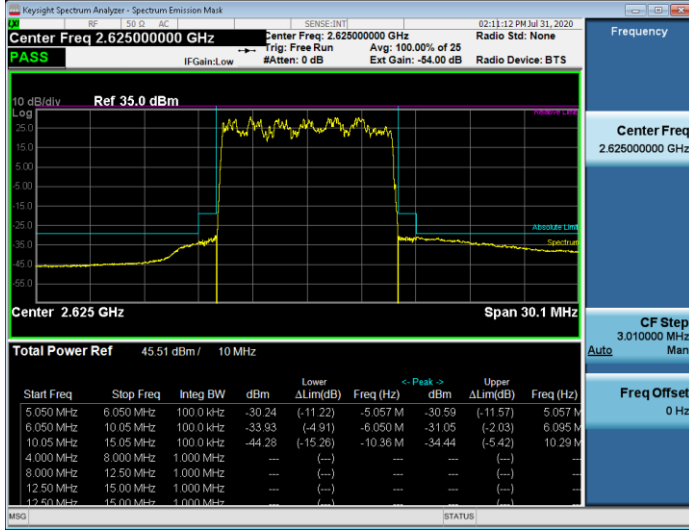 Keysight Spectrum Analyzer - Spectrum Emission Mask
RF 50 Ω AC SENSE:INT 02:11:12 PM Jul 31, 2020
Center Freq 2.625000000 GHz Center Freq: 2.625000000 GHz Radio Std: None
Trig: Free Run Avg: 100.00% of 25
PASS IFGain:Low #Atten: 0 dB Ext Gain: -54.00 dB Radio Device: BTS
10 dB/div Ref 35.0 dBm
Log
Relative Limit
25.0
15.0
5.00
-5.00
-15.0
-25.0
Absolute Limit
-35.0
Spectrum
-45.0
-55.0
Center 2.625 GHz Span 30.1 MHz
Total Power Ref 45.51 dBm / 10 MHz
Lower <- Peak -> Upper
Start Freq Stop Freq Integ BW dBm ΔLim(dB) Freq (Hz) dBm ΔLim(dB) Freq (Hz)
5.050 MHz 6.050 MHz 100.0 kHz -30.24 (-11.22) -5.057 M -30.59 (-11.57) 5.057 M
6.050 MHz 10.05 MHz 100.0 kHz -33.93 (-4.91) -6.050 M -31.05 (-2.03) 6.095 M
10.05 MHz 15.05 MHz 100.0 kHz -44.28 (-15.26) -10.36 M -34.44 (-5.42) 10.29 M
4.000 MHz 8.000 MHz 1.000 MHz --- (---) --- --- (---) ---
8.000 MHz 12.50 MHz 1.000 MHz --- (---) --- --- (---) ---
12.50 MHz 15.00 MHz 1.000 MHz --- (---) --- --- (---) ---
12.50 MHz 15.00 MHz 1.000 MHz --- (---) --- --- (---) ---
MSG STATUS
Frequency
Center Freq
2.625000000 GHz
CF Step
3.010000 MHz
Auto Man
Freq Offset
0 Hz